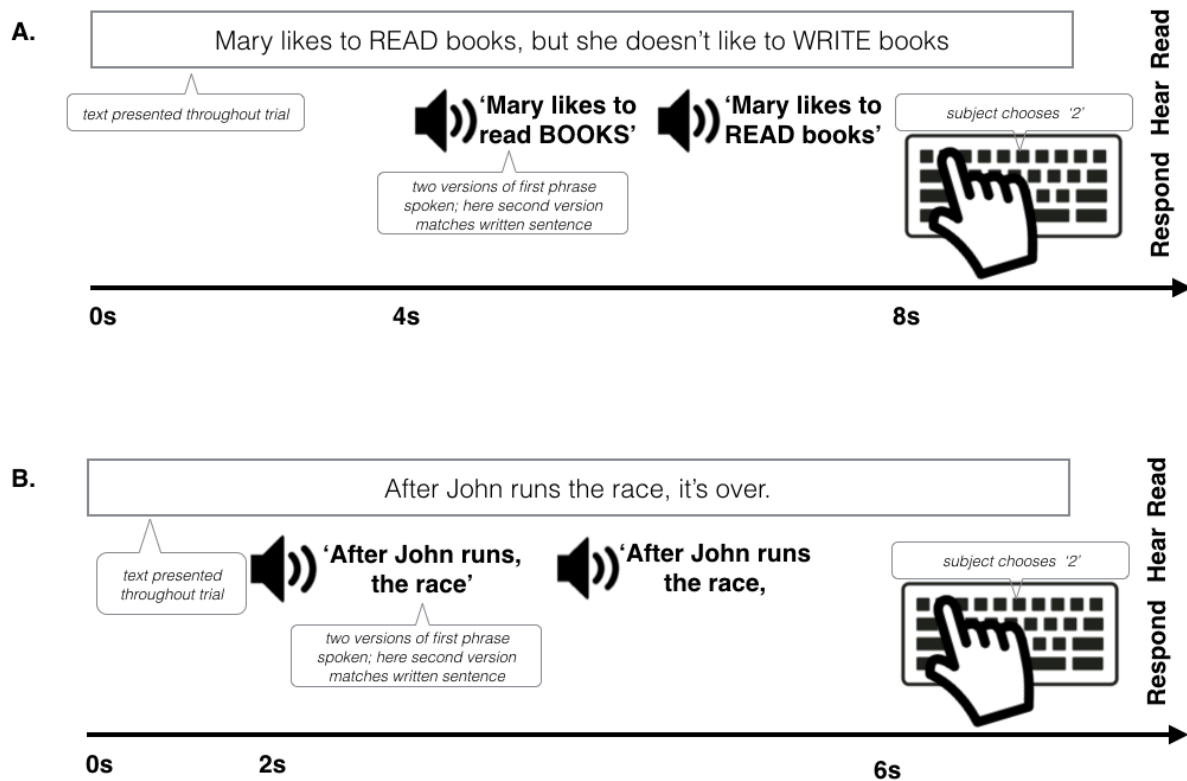 A.
Mary likes to READ books, but she doesn't like to WRITE books
text presented throughout trial
‘Mary likes to
read BOOKS’
‘Mary likes to
READ books’
subject chooses ‘2’
two versions of first phrase
spoken; here second version
matches written sentence
Respond Hear Read
0s
4s
8s
B.
After John runs the race, it's over.
text presented
throughout trial
‘After John runs,
the race’
‘After John runs
the race,
subject chooses ‘2’
two versions of first phrase
spoken; here second version
matches written sentence
Respond Hear Read
0s
2s
6s